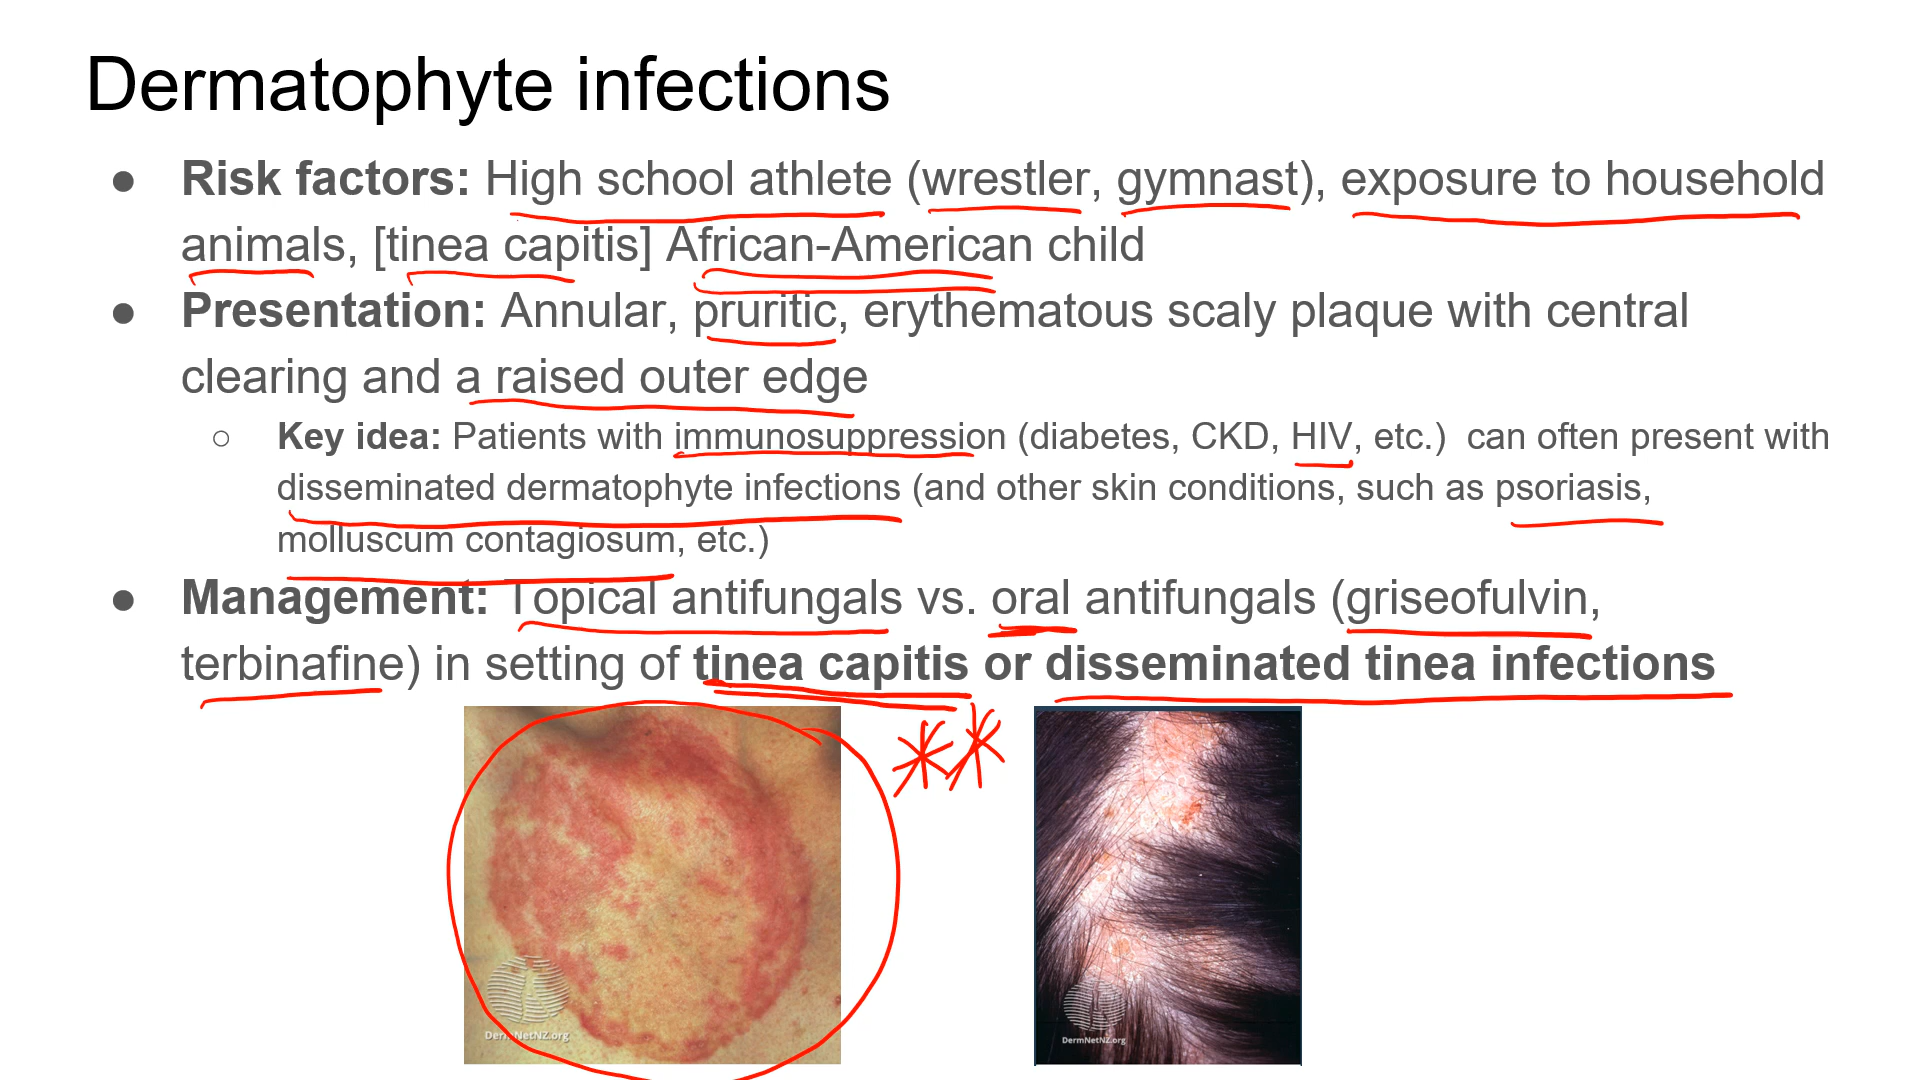 Dermatophyte infections
● Risk factors: High school athlete (wrestler, gymnast), exposure to household
animals, [tinea capitis] African-American child
● Presentation: Annular, pruritic, erythematous scaly plaque with central
clearing and a raised outer edge
○ Key idea: Patients with immunosuppression (diabetes, CKD, HIV, etc.)  can often present with
disseminated dermatophyte infections (and other skin conditions, such as psoriasis,
molluscum contagiosum, etc.)
● Management: Topical antifungals vs. oral antifungals (griseofulvin,
terbinafine) in setting of tinea capitis or disseminated tinea infections
**
DermNetNZ.org
DermNetNZ.org